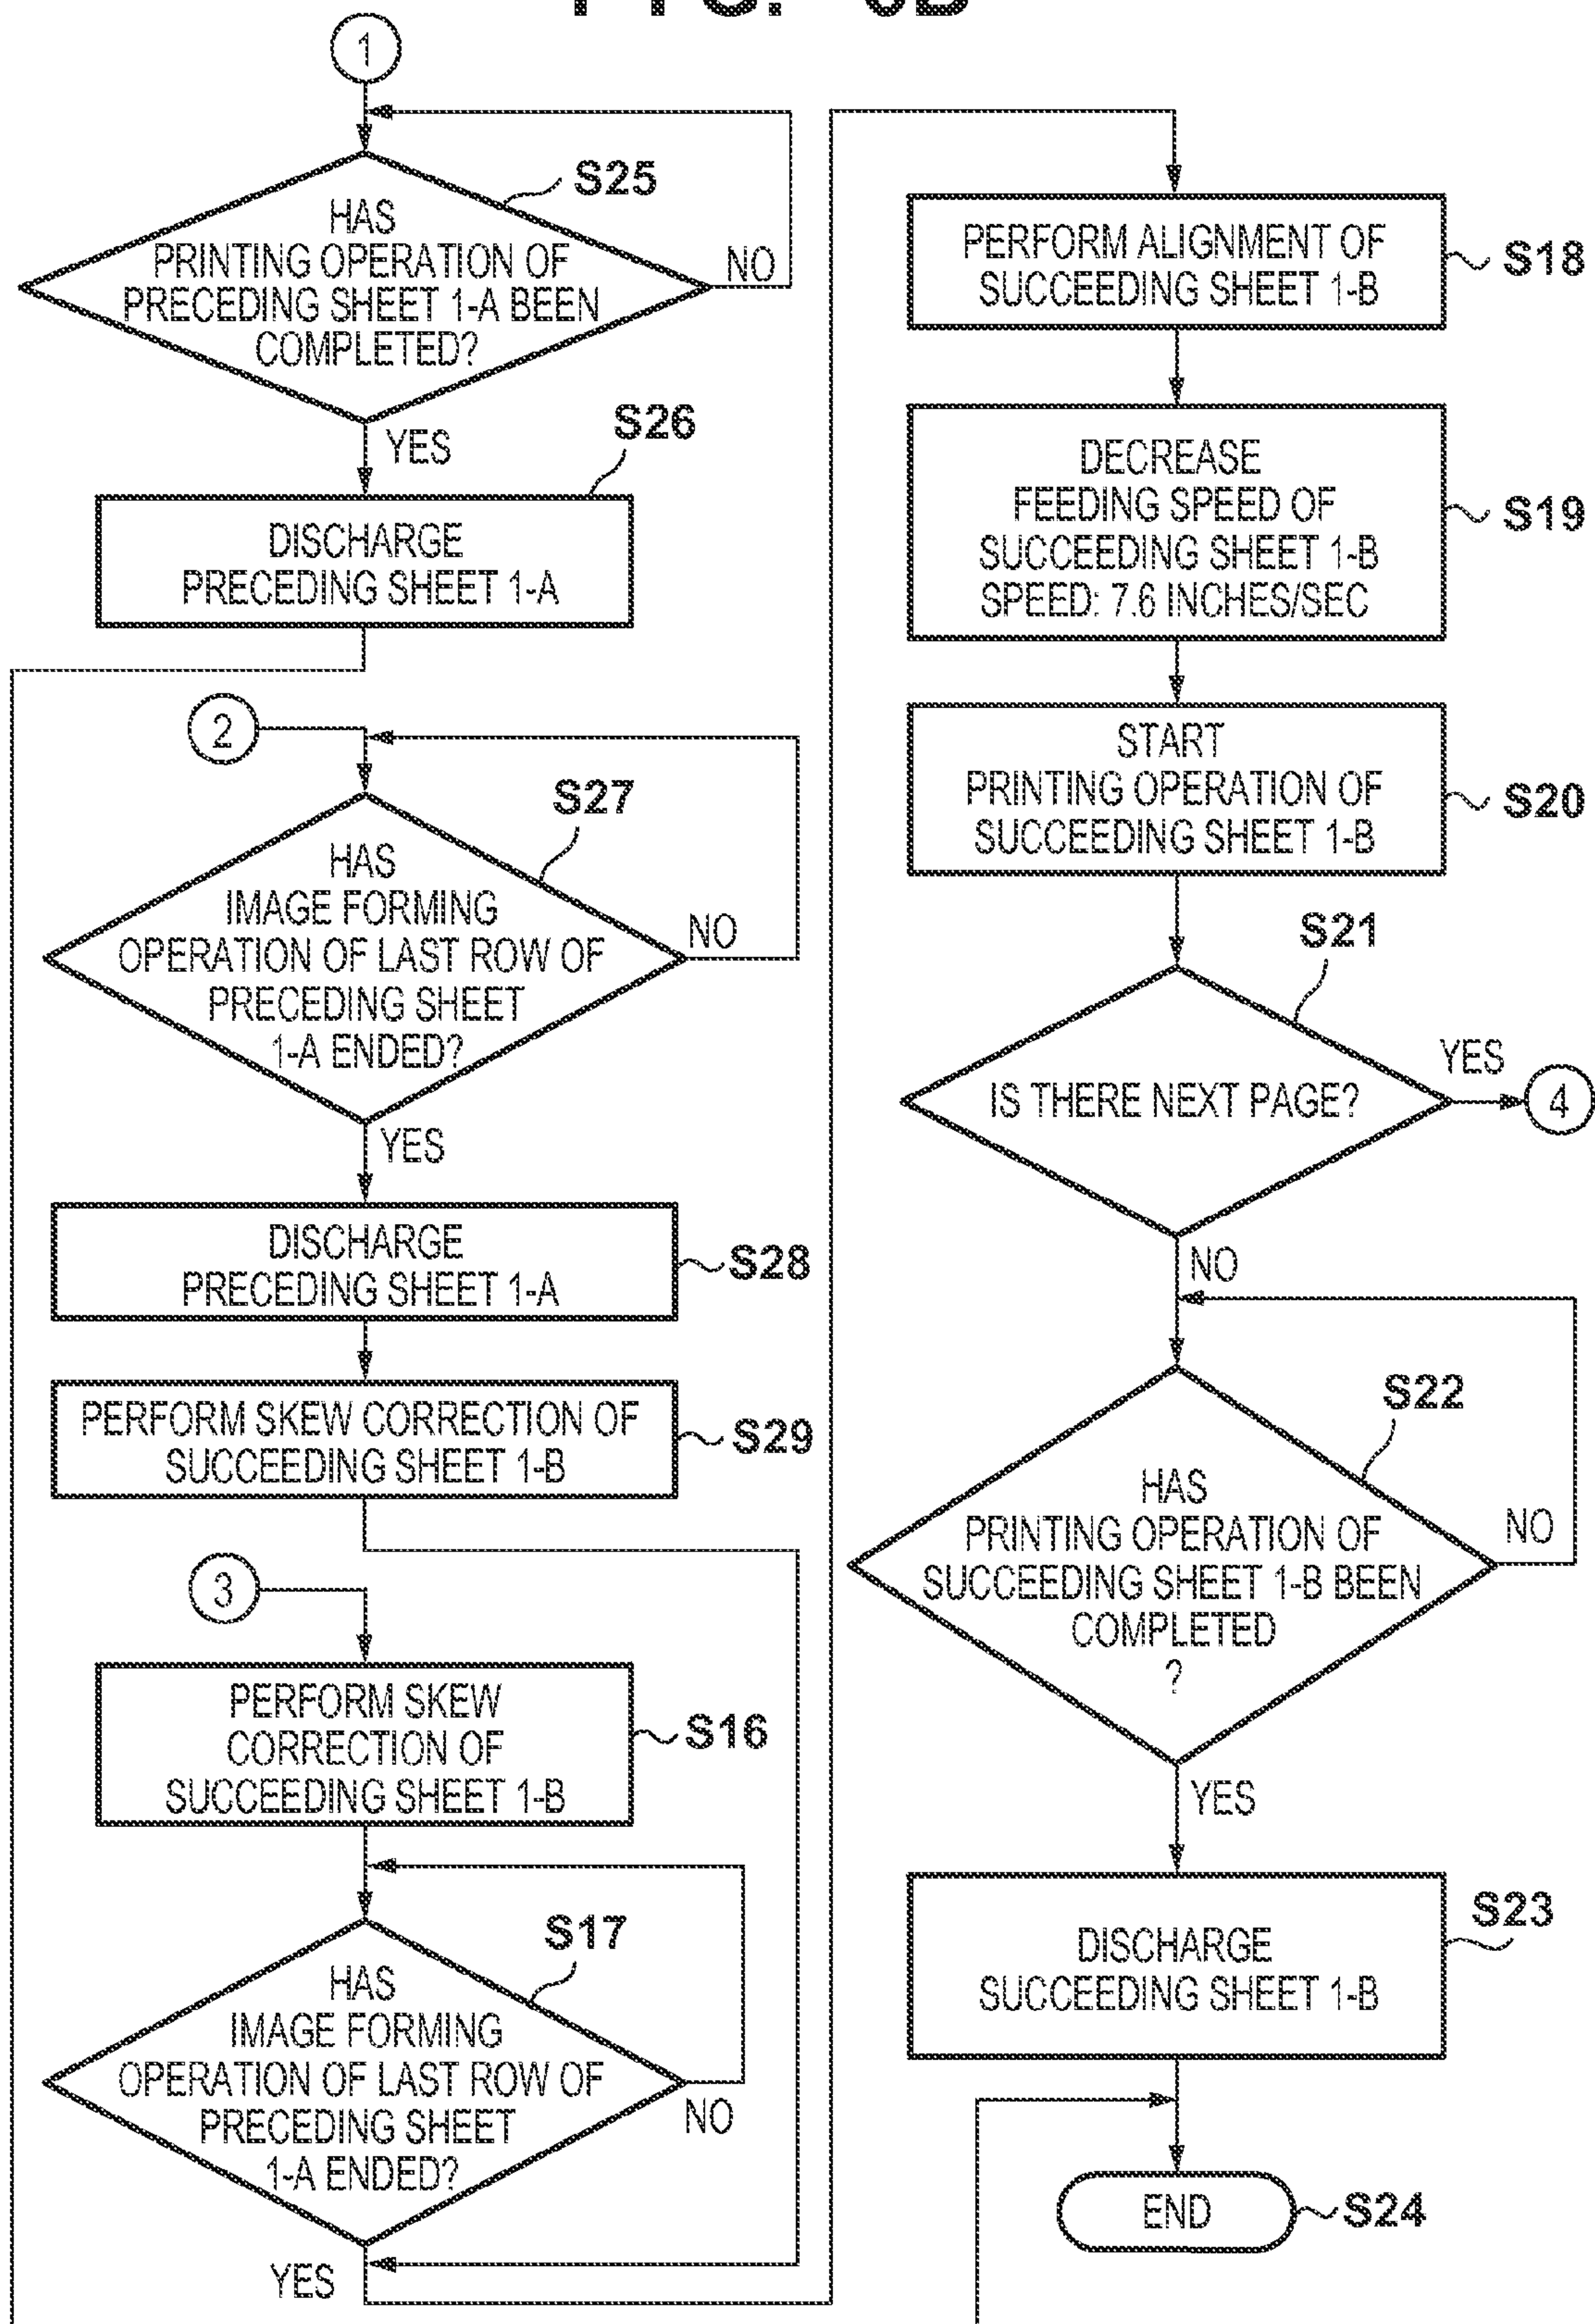 1
S25
HAS
PRINTING OPERATION OF
PRECEDING SHEET 1-A BEEN
COMPLETED?
NO
YES
S26
DISCHARGE
PRECEDING SHEET 1-A
2
S27
HAS
IMAGE FORMING
OPERATION OF LAST ROW OF
PRECEDING SHEET
1-A ENDED?
NO
YES
DISCHARGE
PRECEDING SHEET 1-A
S28
PERFORM SKEW CORRECTION OF
SUCCEEDING SHEET 1-B
S29
3
PERFORM SKEW
CORRECTION OF
SUCCEEDING SHEET 1-B
S16
S17
HAS
IMAGE FORMING
OPERATION OF LAST ROW OF
PRECEDING SHEET
1-A ENDED?
NO
YES
PERFORM ALIGNMENT OF
SUCCEEDING SHEET 1-B
S18
DECREASE
FEEDING SPEED OF
SUCCEEDING SHEET 1-B
SPEED: 7.6 INCHES/SEC
S19
START
PRINTING OPERATION OF
SUCCEEDING SHEET 1-B
S20
S21
IS THERE NEXT PAGE?
YES
4
NO
S22
HAS
PRINTING OPERATION OF
SUCCEEDING SHEET 1-B BEEN
COMPLETED
?
NO
YES
DISCHARGE
SUCCEEDING SHEET 1-B
S23
END
S24